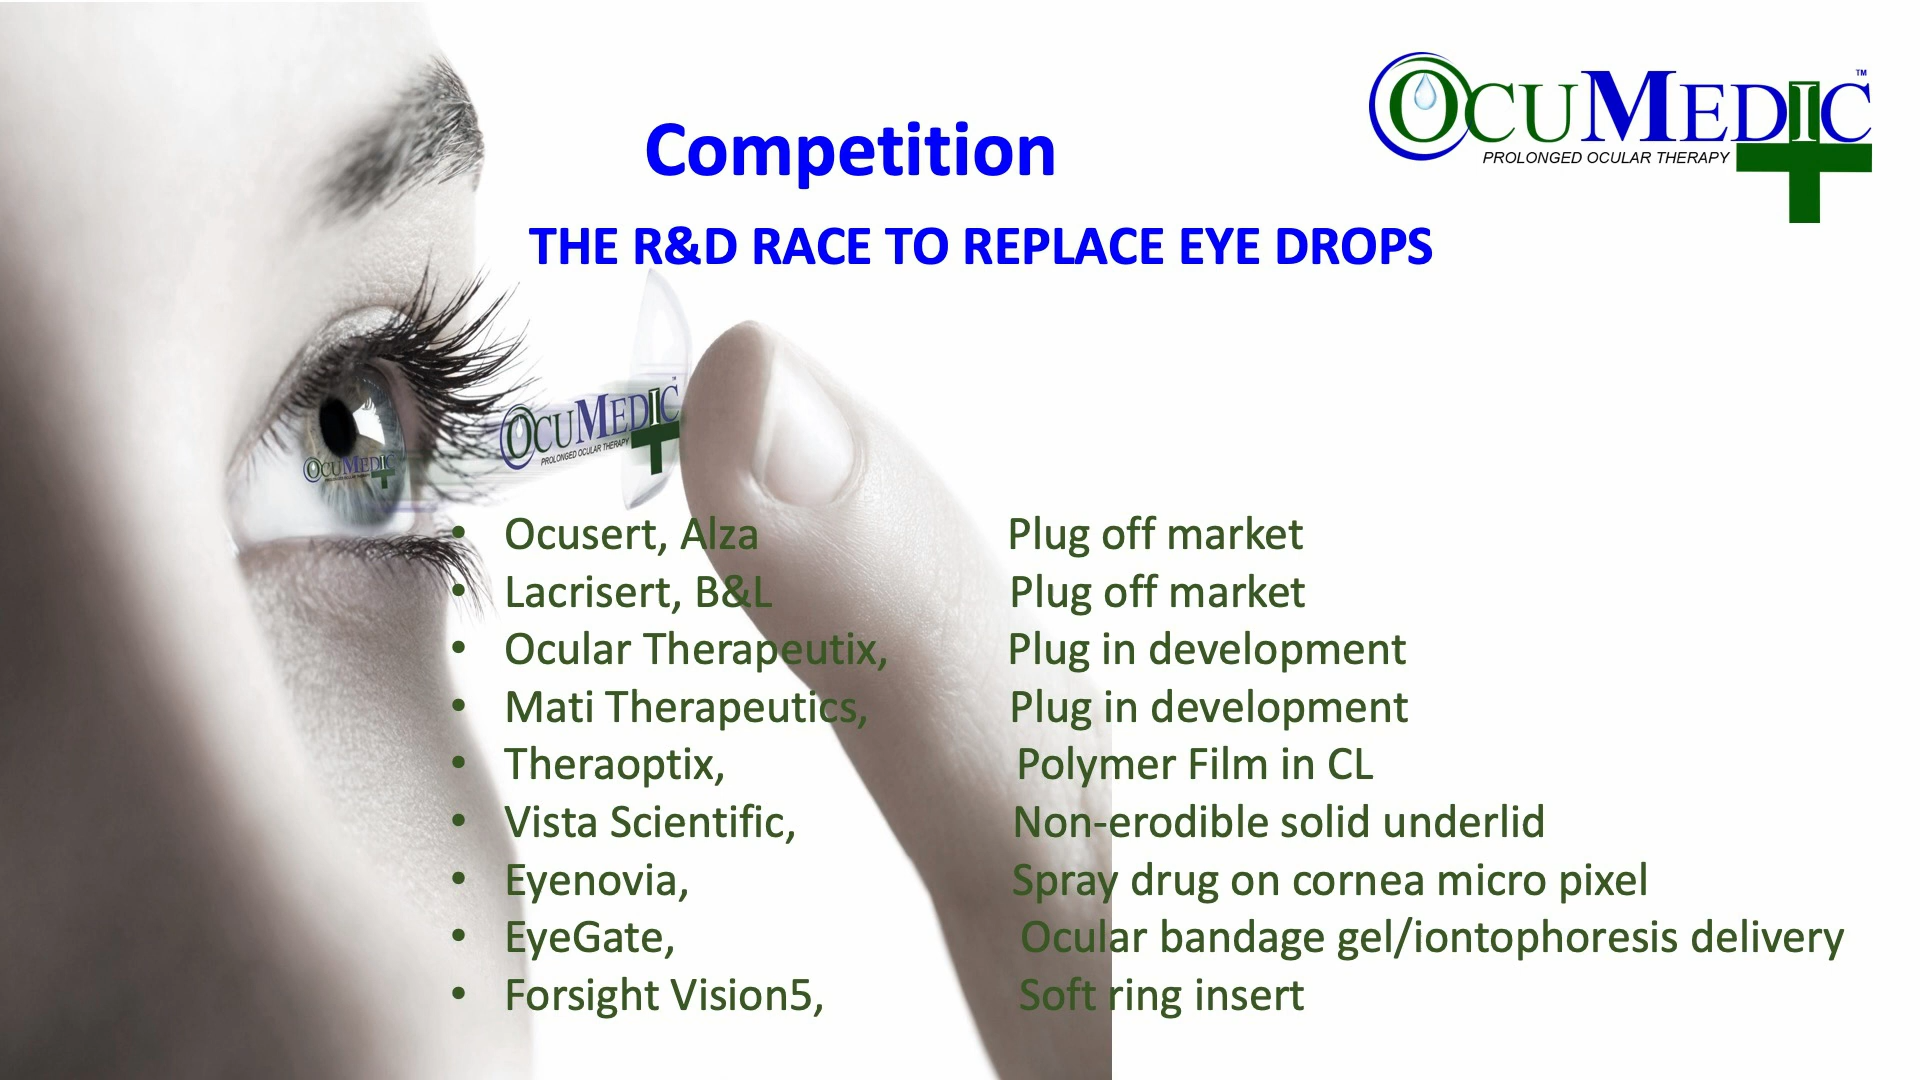 OCUMEDIC™
PROLONGED OCULAR THERAPY
Competition
THE R&D RACE TO REPLACE EYE DROPS
OCUMEDIC
PROLONGED OCULAR THERAPY
OCUMEDIC
• Ocusert, Alza Plug off market
• Lacrisert, B&L Plug off market
• Ocular Therapeutix, Plug in development
• Mati Therapeutics, Plug in development
• Theraoptix, Polymer Film in CL
• Vista Scientific, Non-erodible solid underlid
• Eyenovia, Spray drug on cornea micro pixel
• EyeGate, Ocular bandage gel/iontophoresis delivery
• Forsight Vision5, Soft ring insert